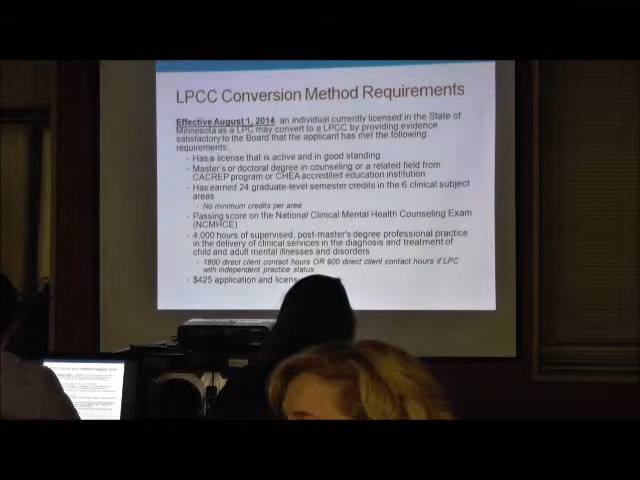 LPCC Conversion Method Requirements
Effective August 1, 2014 an individual currently licensed in the State of
Minnesota as a LPC may convert to a LPCC by providing evidence
satisfactory to the Board that the applicant has met the following
requirements:
- Has a license that is active and in good standing
- Master's or doctoral degree in counseling or a related field from
CACREP program or CHEA accredited education institution
- Has earned 24 graduate-level semester credits in the 6 clinical subject
areas
- No minimum credits per area
- Passing score on the National Clinical Mental Health Counseling Exam
(NCMHCE)
- 4,000 hours of supervised, post-master's degree professional practice
in the delivery of clinical services in the diagnosis and treatment of
child and adult mental illnesses and disorders
- 1800 direct client contact hours OR 900 direct client contact hours if LPC
with independent practice status
- $425 application and